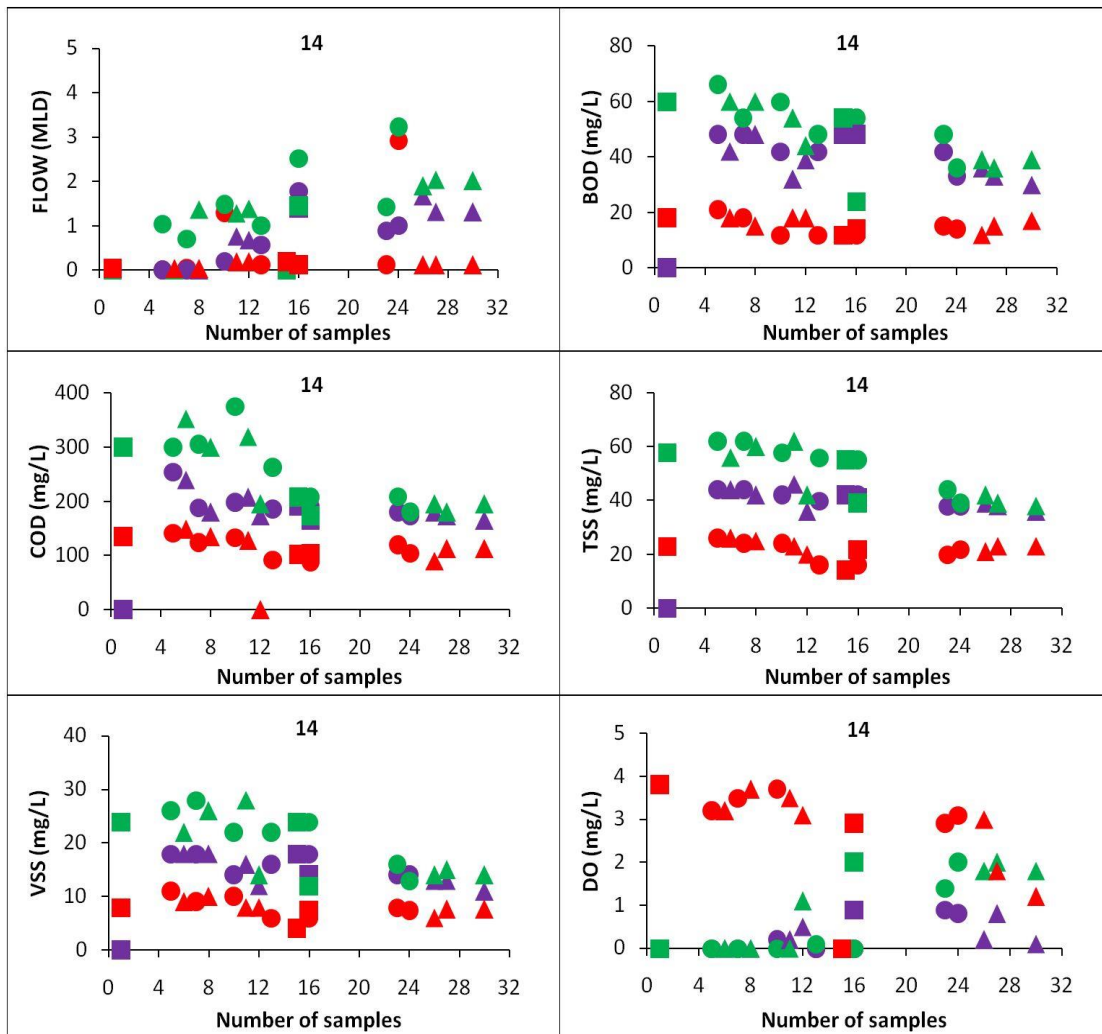 14
FLOW (MLD)
5
4
3
2
1
0
0 4 8 12 16 20 24 28 32
Number of samples
14
BOD (mg/L)
80
60
40
20
0
0 4 8 12 16 20 24 28 32
Number of samples
14
COD (mg/L)
400
300
200
100
0
0 4 8 12 16 20 24 28 32
Number of samples
14
TSS (mg/L)
80
60
40
20
0
0 4 8 12 16 20 24 28 32
Number of samples
14
VSS (mg/L)
40
30
20
10
0
0 4 8 12 16 20 24 28 32
Number of samples
14
DO (mg/L)
5
4
3
2
1
0
0 4 8 12 16 20 24 28 32
Number of samples